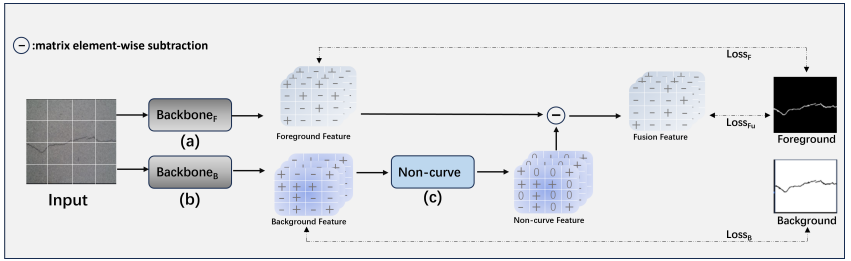 −:matrix element-wise subtraction
Loss_F
Backbone_F
(a)
Foreground Feature
−
Fusion Feature
Loss_Fu
Foreground
Backbone_B
(b)
Non-curve
(c)
Input
Background Feature
Non-curve Feature
Background
Loss_B